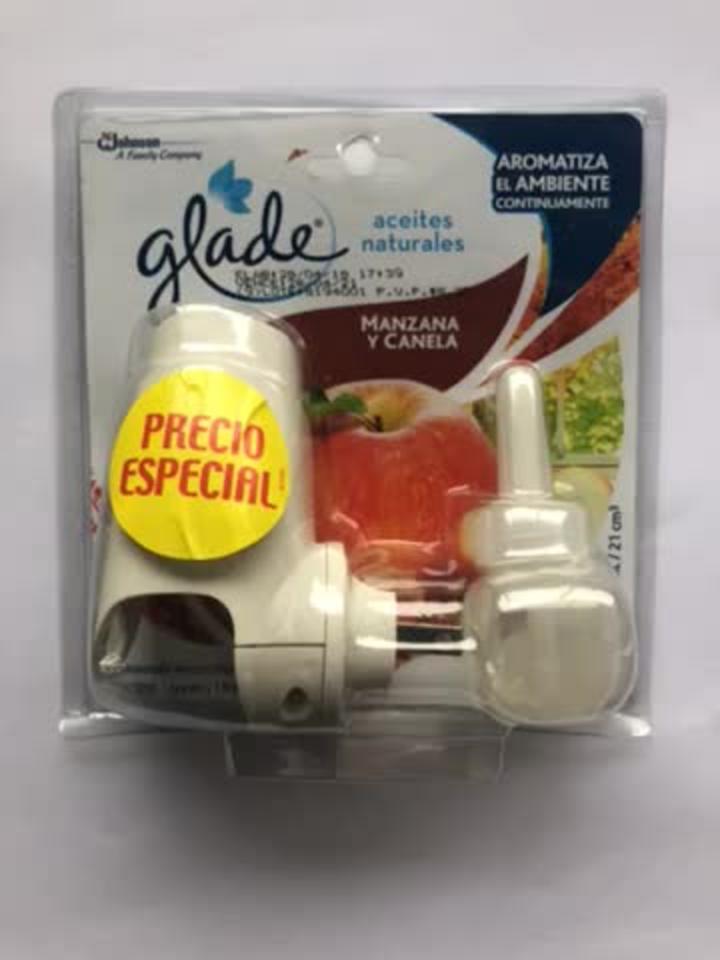 SC Johnson
A Family Company
AROMATIZA
EL AMBIENTE
CONTINUAMENTE
glade®
aceites
naturales
MANZANA
Y CANELA
PRECIO
ESPECIAL!
/ 21 cm³